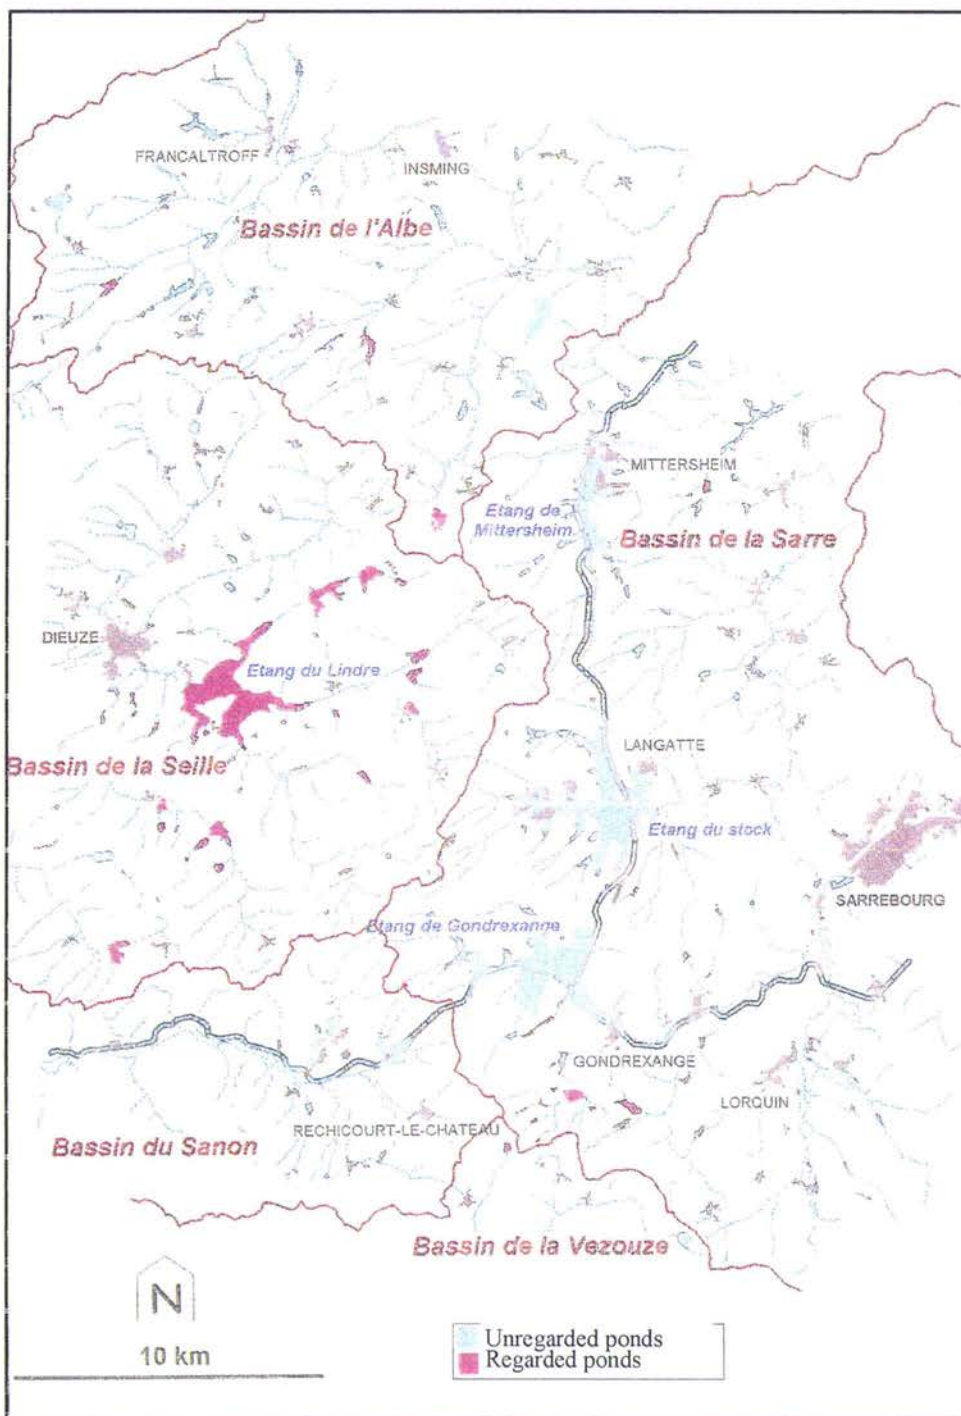 FRANCALTROFF
INSMING
Bassin de l'Albe
MITTERSHEIM
Etang de
Mittersheim
Bassin de la Sarre
DIEUZE
Etang du Lindre
LANGATTE
Bassin de la Seille
Etang du stock
SARREBOURG
Etang de Gondrexange
GONDREXANGE
LORQUIN
RECHICOURT-LE-CHATEAU
Bassin du Sanon
Bassin de la Vezouze
N
10 km
Unregarded ponds
Regarded ponds